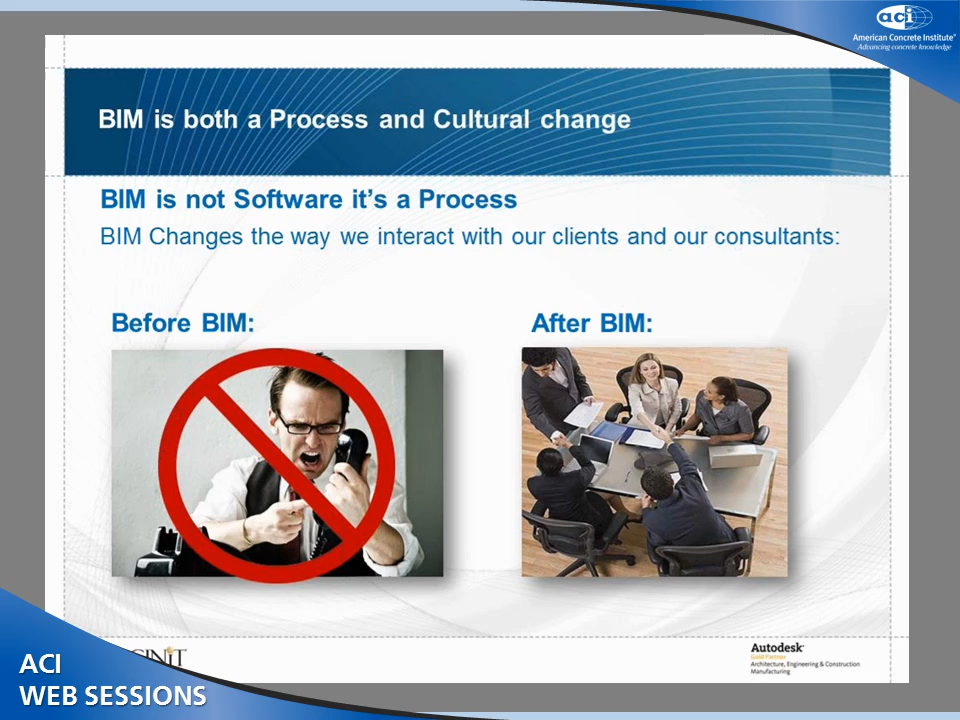 aci
American Concrete Institute®
Advancing concrete knowledge
BIM is both a Process and Cultural change
BIM is not Software it’s a Process
BIM Changes the way we interact with our clients and our consultants:
Before BIM:
After BIM:
Autodesk
Gold Partner
Architecture, Engineering & Construction
Manufacturing
ACI
WEB SESSIONS